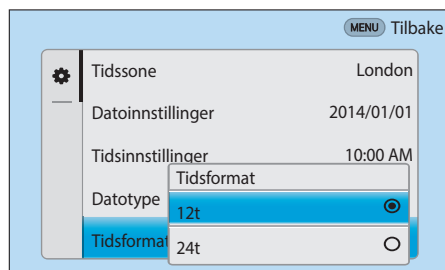 MENU Tilbake
Tidssone London
Datoinnstillinger 2014/01/01
Tidsinnstillinger 10:00 AM
Datotype
Tidsformat
Tidsformat
12t
24t